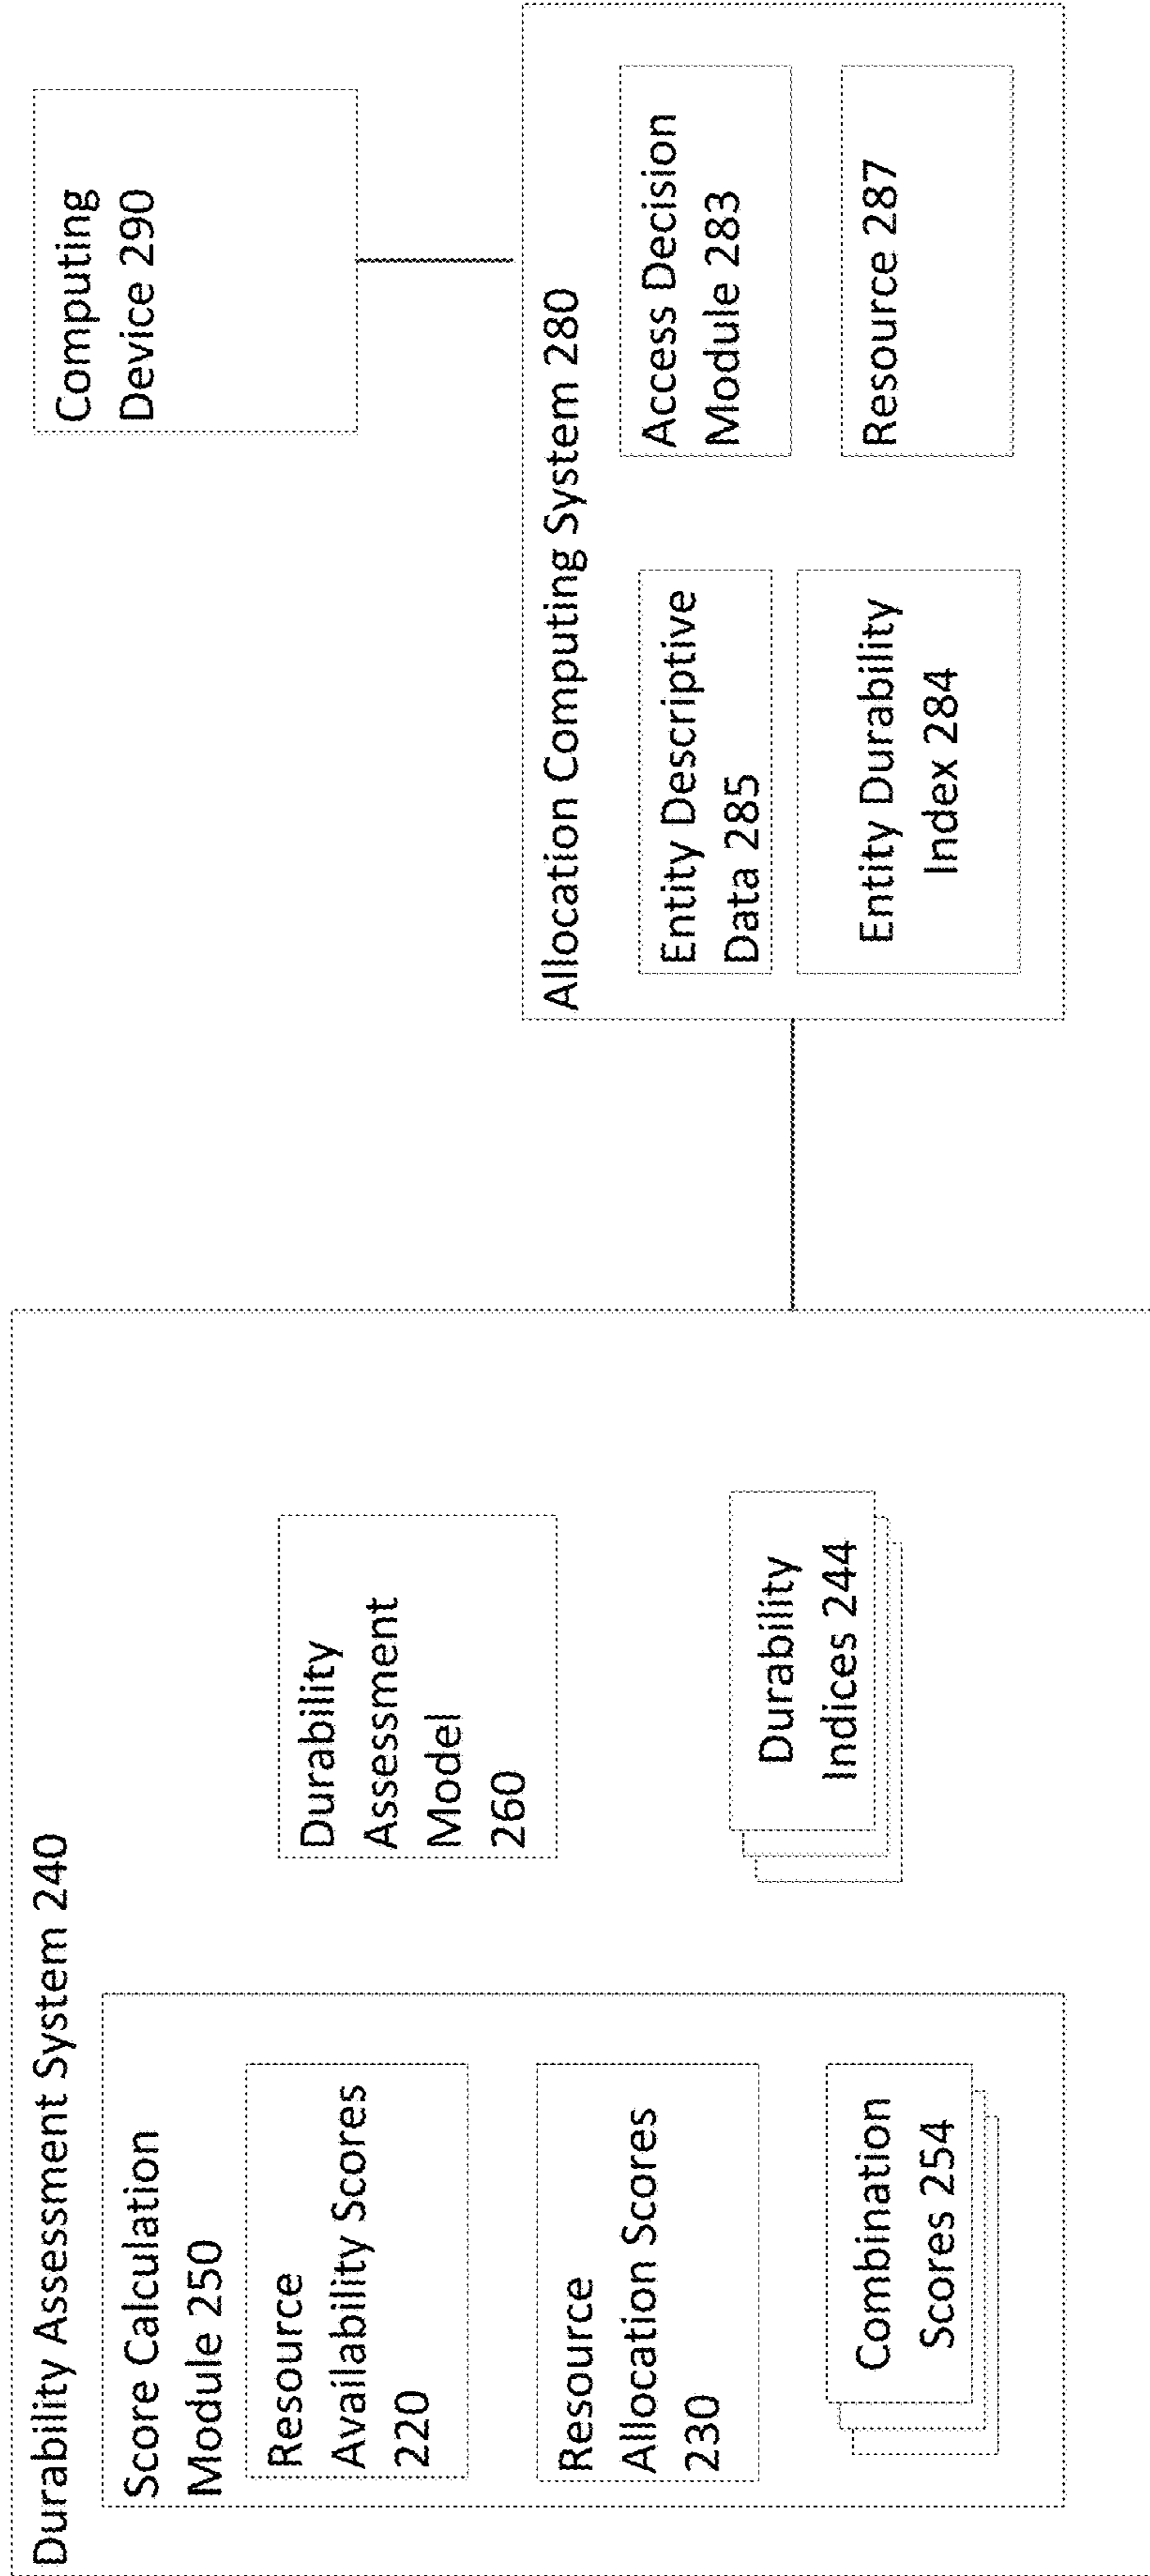 Durability Assessment System 240
Score Calculation
Module 250
Resource
Availability Scores
220
Resource
Allocation Scores
230
Combination
Scores 254
Durability
Assessment
Model
260
Durability
Indices 244
Computing
Device 290
Allocation Computing System 280
Entity Descriptive
Data 285
Entity Durability
Index 284
Access Decision
Module 283
Resource 287